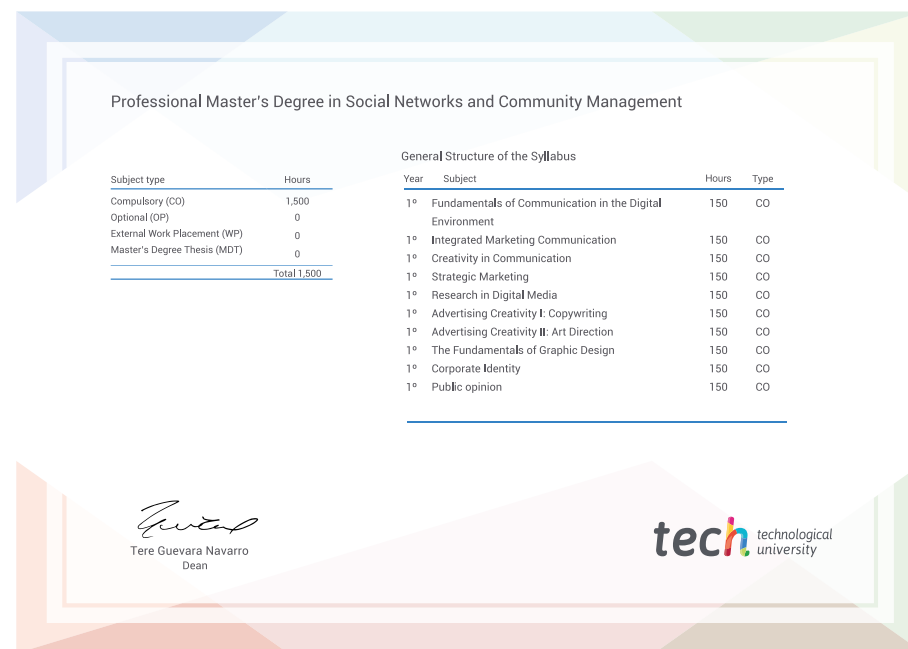 Professional Master's Degree in Social Networks and Community Management
General Structure of the Syllabus
Subject type Hours
Compulsory (CO) 1,500
Optional (OP) 0
External Work Placement (WP) 0
Master's Degree Thesis (MDT) 0
Total 1,500
Year Subject Hours Type
1º Fundamentals of Communication in the Digital 150 CO
Environment
1º Integrated Marketing Communication 150 CO
1º Creativity in Communication 150 CO
1º Strategic Marketing 150 CO
1º Research in Digital Media 150 CO
1º Advertising Creativity I: Copywriting 150 CO
1º Advertising Creativity II: Art Direction 150 CO
1º The Fundamentals of Graphic Design 150 CO
1º Corporate Identity 150 CO
1º Public opinion 150 CO
Tere Guevara Navarro
Dean
tech technological
university